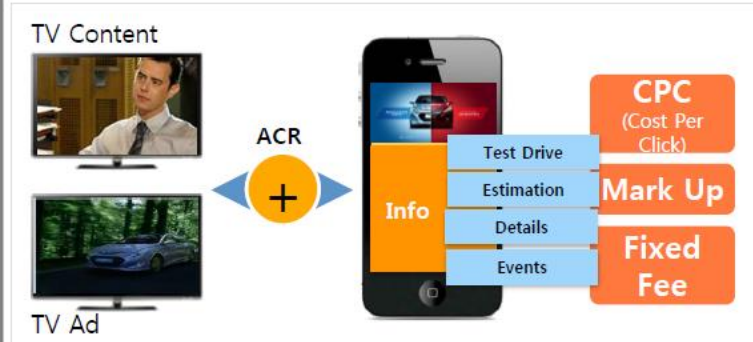 TV Content
TV Ad
ACR
+
Info
Test Drive
Estimation
Details
Events
CPC
(Cost Per
Click)
Mark Up
Fixed
Fee